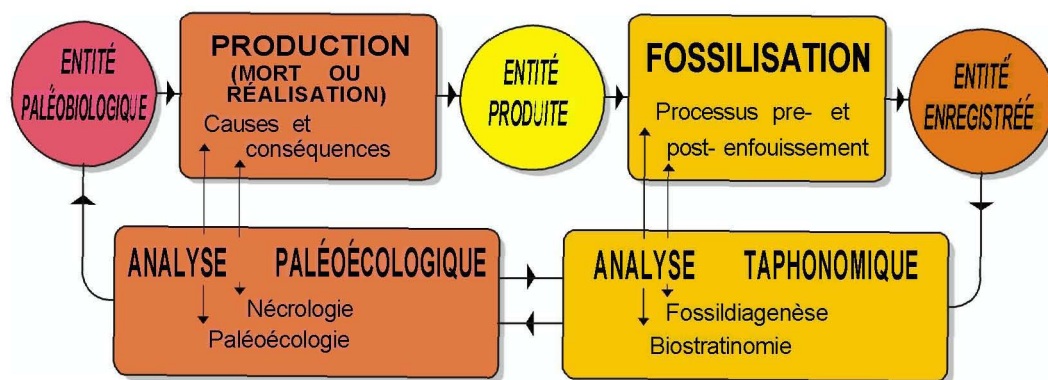 ENTITÉ
PALÉOBIOLOGIQUE
PRODUCTION
(MORT OU
RÉALISATION)
Causes et
conséquences
ENTITÉ
PRODUITE
FOSSILISATION
Processus pre- et
post- enfouissement
ENTITÉ
ENREGISTRÉÉ
ANALYSE PALÉOÉCOLOGIQUE
Nécrologie
Paléoécologie
ANALYSE TAPHONOMIQUE
Fossildiagenèse
Biostratinomie